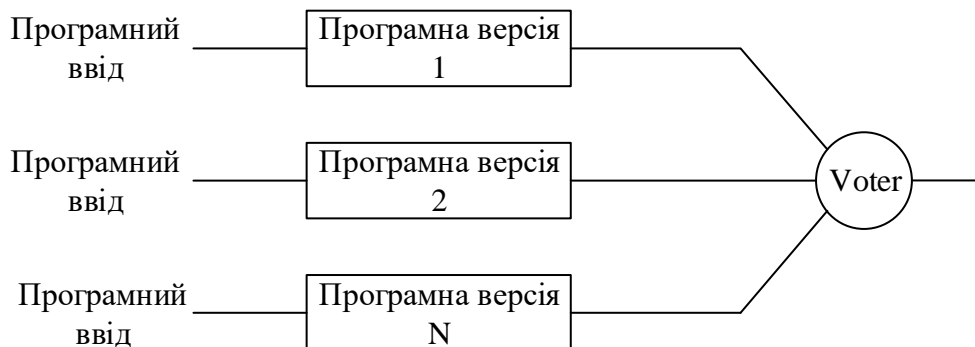 Програмний
ввід
Програмна версія
1
Програмний
ввід
Програмна версія
2
Voter
Програмний
ввід
Програмна версія
N